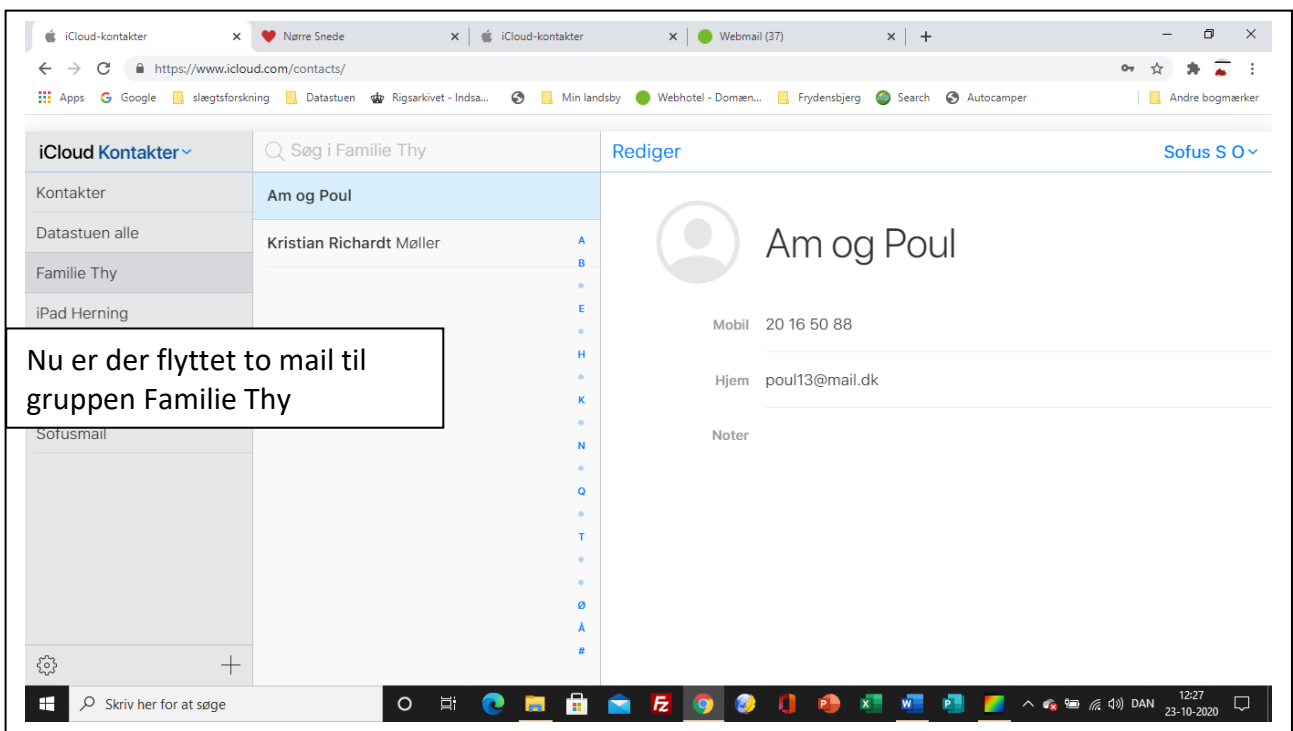 iCloud-kontakter
Nørre Snede
iCloud-kontakter
Webmail (37)
https://www.icloud.com/contacts/
Apps
Google
slægtsforskning
Datastuen
Rigsarkivet - Indsa...
Min landsby
Webhotel - Domæn...
Frydensbjerg
Search
Autocamper
Andre bogmærker
iCloud Kontakter
Søg i Familie Thy
Rediger
Sofus S O
Kontakter
Datastuen alle
Familie Thy
iPad Herning
Sofusmail
Nu er der flyttet to mail til
gruppen Familie Thy
Am og Poul
Kristian Richardt Møller
A
B
E
H
K
N
Q
T
Ø
Å
#
Am og Poul
Mobil 20 16 50 88
Hjem poul13@mail.dk
Noter
Skriv her for at søge
DAN
12:27
23-10-2020